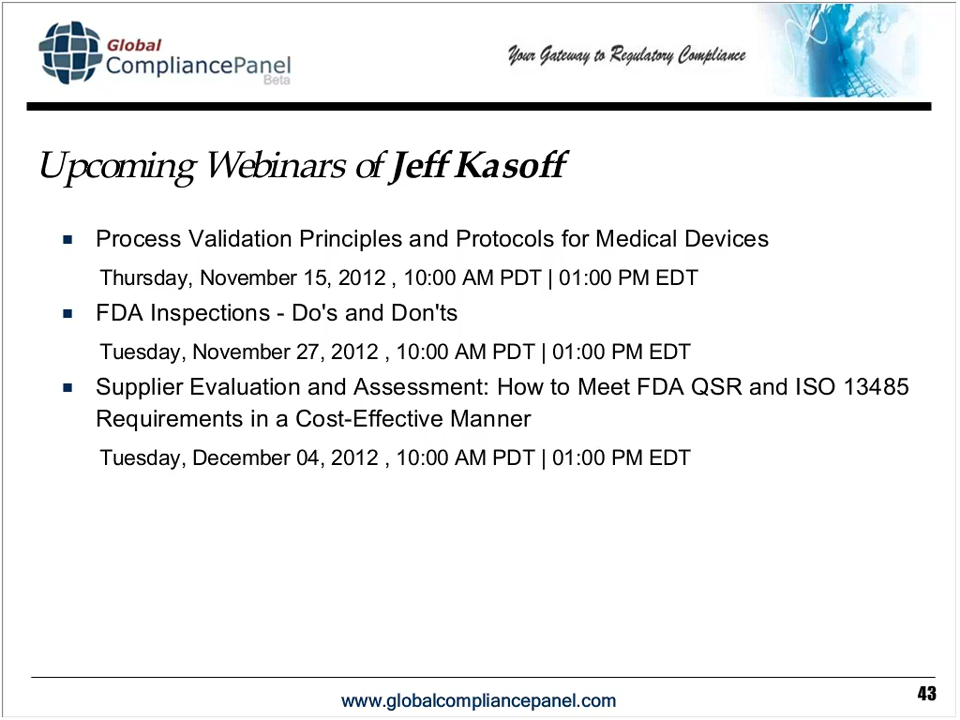 Global
CompliancePanel
Beta
Your Gateway to Regulatory Compliance
Upcoming Webinars of Jeff Kasoff
Process Validation Principles and Protocols for Medical Devices
Thursday, November 15, 2012 , 10:00 AM PDT | 01:00 PM EDT
FDA Inspections - Do's and Don'ts
Tuesday, November 27, 2012 , 10:00 AM PDT | 01:00 PM EDT
Supplier Evaluation and Assessment: How to Meet FDA QSR and ISO 13485
Requirements in a Cost-Effective Manner
Tuesday, December 04, 2012 , 10:00 AM PDT | 01:00 PM EDT
www.globalcompliancepanel.com
43